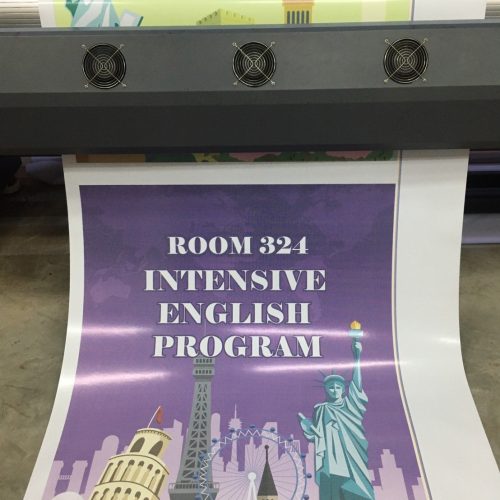 ROOM 324
INTENSIVE
ENGLISH
PROGRAM